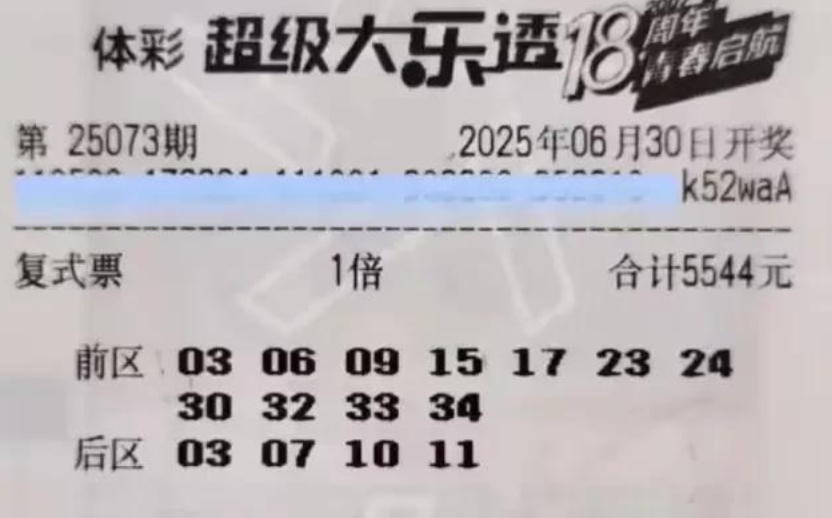 体彩 超级大乐透 18周年 青春启航
第 25073期 2025年06月30日开奖
k52waA
复式票 1倍 合计5544元
前区 03 06 09 15 17 23 24
30 32 33 34
后区 03 07 10 11